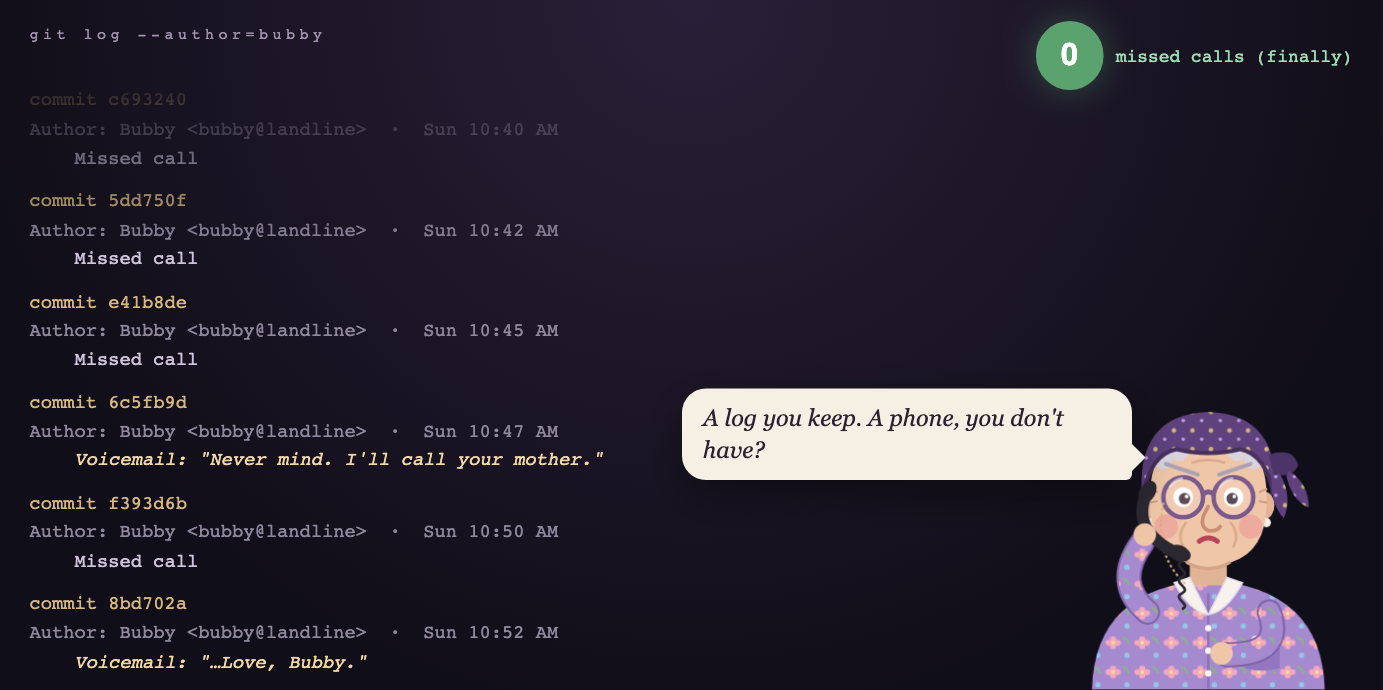 git log --author=bubby
0 missed calls (finally)
commit c693240
Author: Bubby <bubby@landline> · Sun 10:40 AM
Missed call
commit 5dd750f
Author: Bubby <bubby@landline> · Sun 10:42 AM
Missed call
commit e41b8de
Author: Bubby <bubby@landline> · Sun 10:45 AM
Missed call
commit 6c5fb9d
Author: Bubby <bubby@landline> · Sun 10:47 AM
Voicemail: "Never mind. I'll call your mother."
commit f393d6b
Author: Bubby <bubby@landline> · Sun 10:50 AM
Missed call
commit 8bd702a
Author: Bubby <bubby@landline> · Sun 10:52 AM
Voicemail: "…Love, Bubby."
A log you keep. A phone, you don't
have?